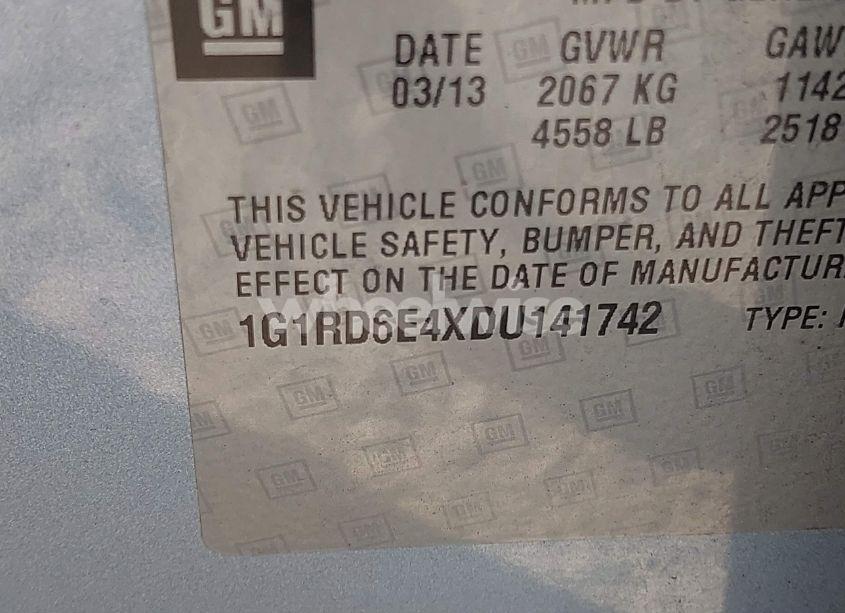 GM
DATE GVWR GAW
03/13 2067 KG 1142
4558 LB 2518
THIS VEHICLE CONFORMS TO ALL APP
VEHICLE SAFETY, BUMPER, AND THEFT
EFFECT ON THE DATE OF MANUFACTUR
1G1RD6E4XDU141742 TYPE: